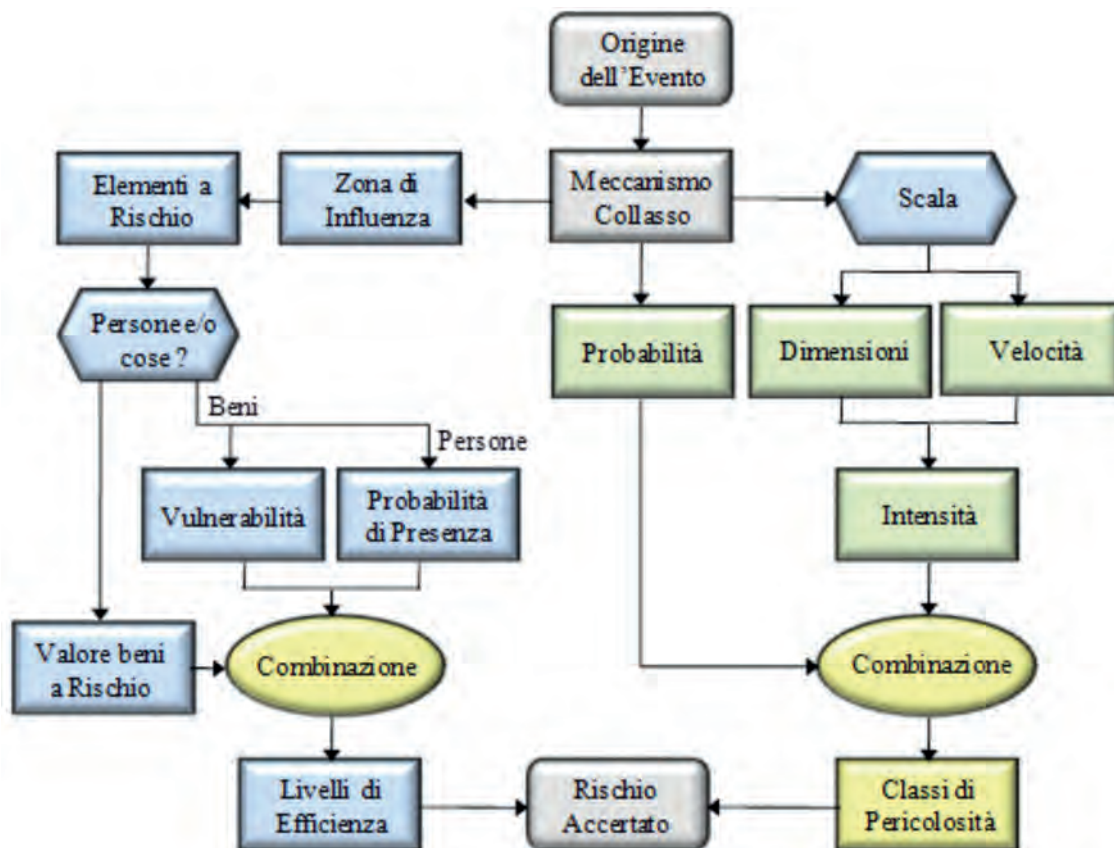 Origine
dell'Evento
Elementi a
Rischio
Zona di
Influenza
Meccanismo
Collasso
Scala
Persone e/o
cose ?
Probabilità
Dimensioni
Velocità
Beni
Persone
Vulnerabilità
Probabilità
di Presenza
Intensità
Valore beni
a Rischio
Combinazione
Combinazione
Livelli di
Efficienza
Rischio
Accertato
Classi di
Pericolosità